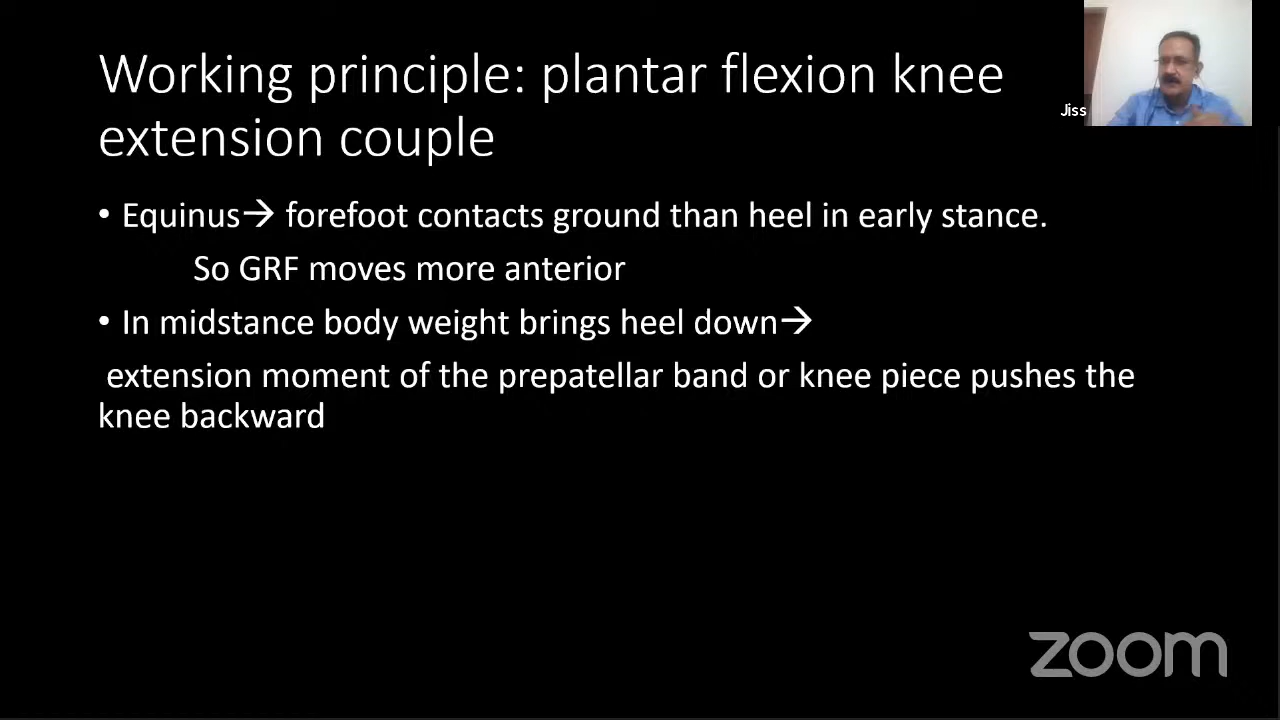 Working principle: plantar flexion knee
extension couple
Jiss
• Equinus→ forefoot contacts ground than heel in early stance.
So GRF moves more anterior
• In midstance body weight brings heel down→
extension moment of the prepatellar band or knee piece pushes the
knee backward
zoom